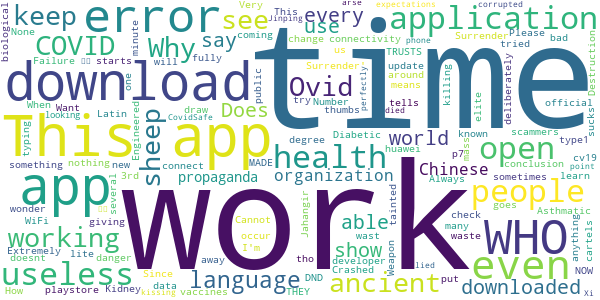 biological
None
keep
error
Very
see
minute
starts
every
use
Jinping
us
change
connectivity
means
expectations
phone
Surrender
arse
corrupted
Please
tried
bad
application
COVID
Why
say
Failure
When
Want
typing
looking
download
coming
will
fully
one
Latin
Engineered
occur
CovidSafe
public
Ovid
Does
draw
sheep
time
Surrender
Number
try
thumbs
tells
perfectly
update
around
killing
elite
deliberately
official
Destruction
sucks
scammers
This app
health
world
open
Diabetic
degree
huawei
died
known
mass
p7
Chinese
conclusion
type1
cv19
point
learn
something
nothing
new
3rd
connect
MADE
propaganda
organization
Always
sometimes
people
app
wonder
WiFi
several
giving
work
Cannot
occur
I'm
Jahangir
able
wast
tainted
WHO
check
many
waste
goes
Asthmatic
anything
cartels
working
doesnt
Extremely
lite
danger
Since
away
tho
show
developer
Crashed
Weapon
lied
even
useless
language
ancient
put
downloaded
NOW
Xi
How
playstore
Kidney
data
kissing
vaccines
THEY
DND
TRUSTS